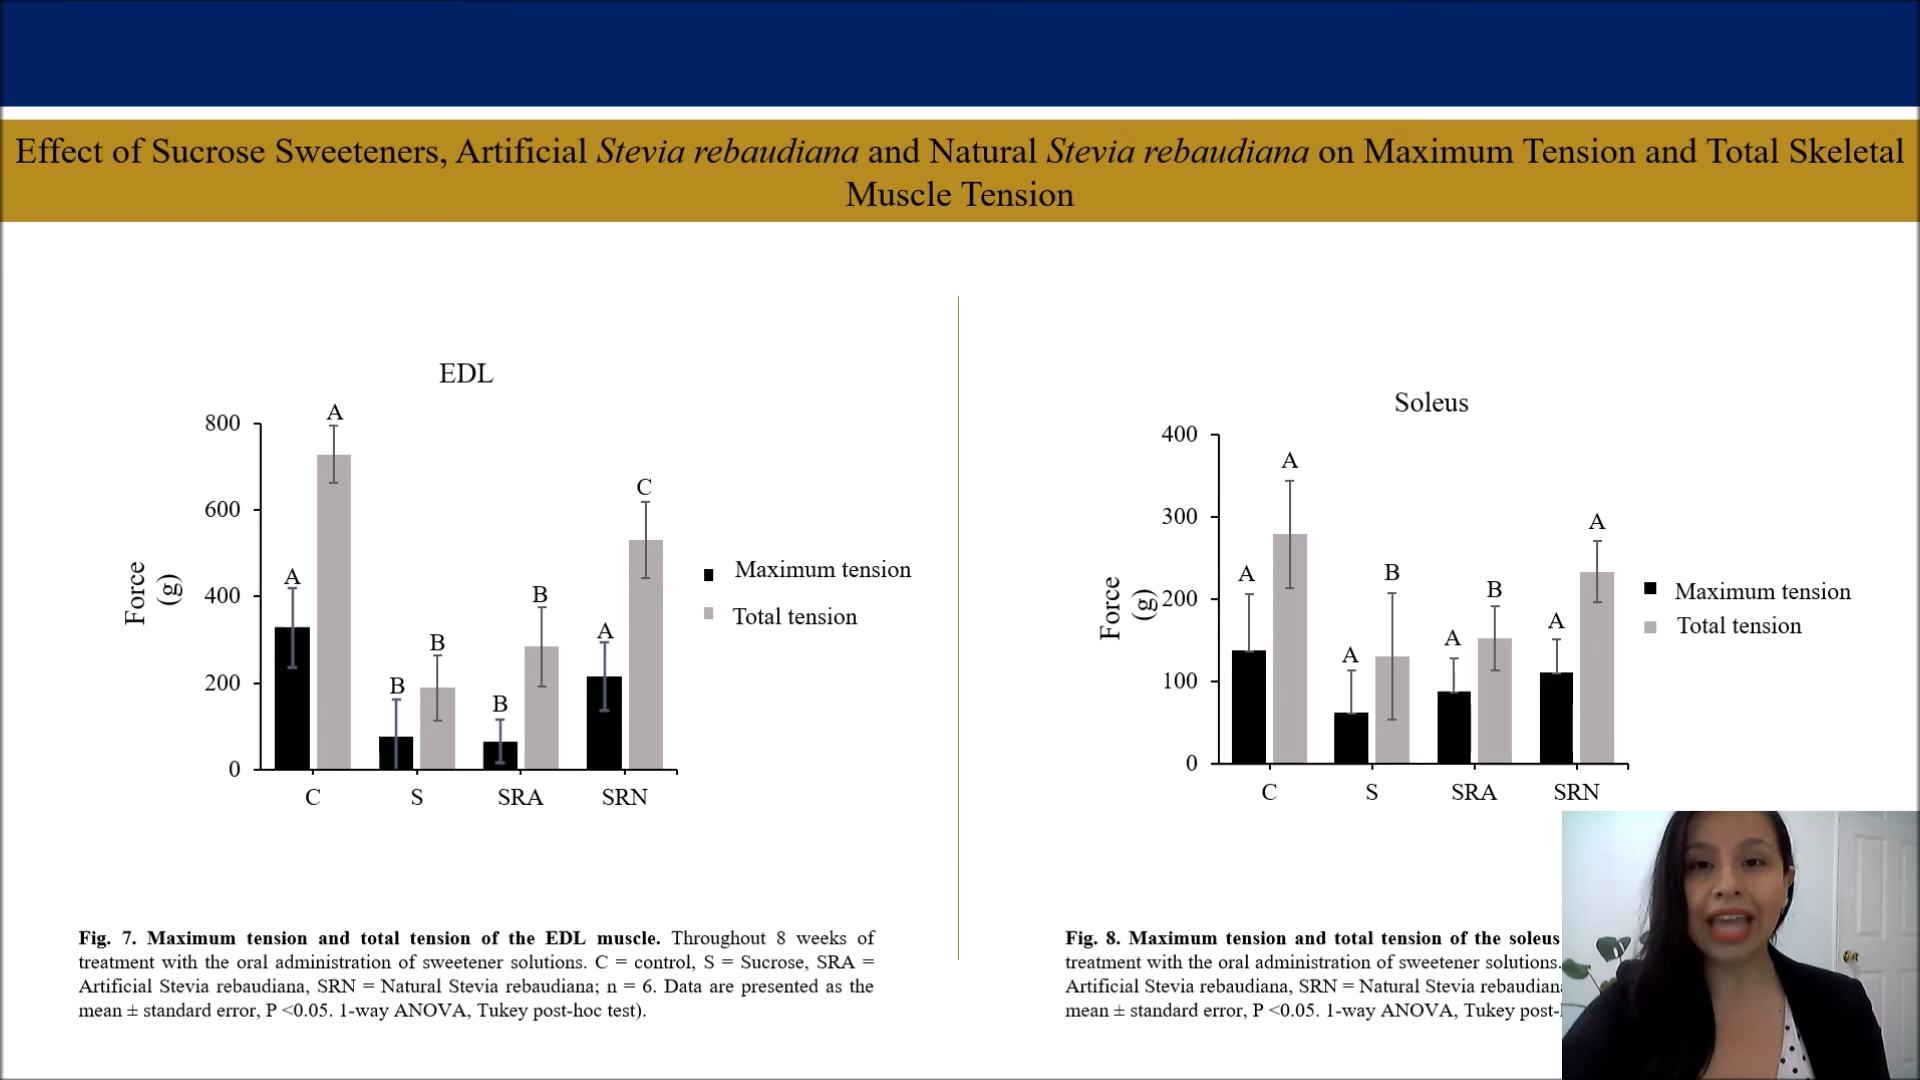 Effect of Sucrose Sweeteners, Artificial Stevia rebaudiana and Natural Stevia rebaudiana on Maximum Tension and Total Skeletal
Muscle Tension
EDL
800
600
400
200
0
Force
(g)
A
A
B
B
B
B
A
C
C
S
SRA
SRN
Maximum tension
Total tension
Fig. 7. Maximum tension and total tension of the EDL muscle. Throughout 8 weeks of
treatment with the oral administration of sweetener solutions. C = control, S = Sucrose, SRA =
Artificial Stevia rebaudiana, SRN = Natural Stevia rebaudiana; n = 6. Data are presented as the
mean ± standard error, P <0.05. 1-way ANOVA, Tukey post-hoc test).
Soleus
400
300
200
100
0
Force
(g)
A
A
A
B
A
B
A
A
C
S
SRA
SRN
Maximum tension
Total tension
Fig. 8. Maximum tension and total tension of the soleus
treatment with the oral administration of sweetener solutions.
Artificial Stevia rebaudiana, SRN = Natural Stevia
mean ± standard error, P <0.05. 1-way ANOVA, Tukey post-